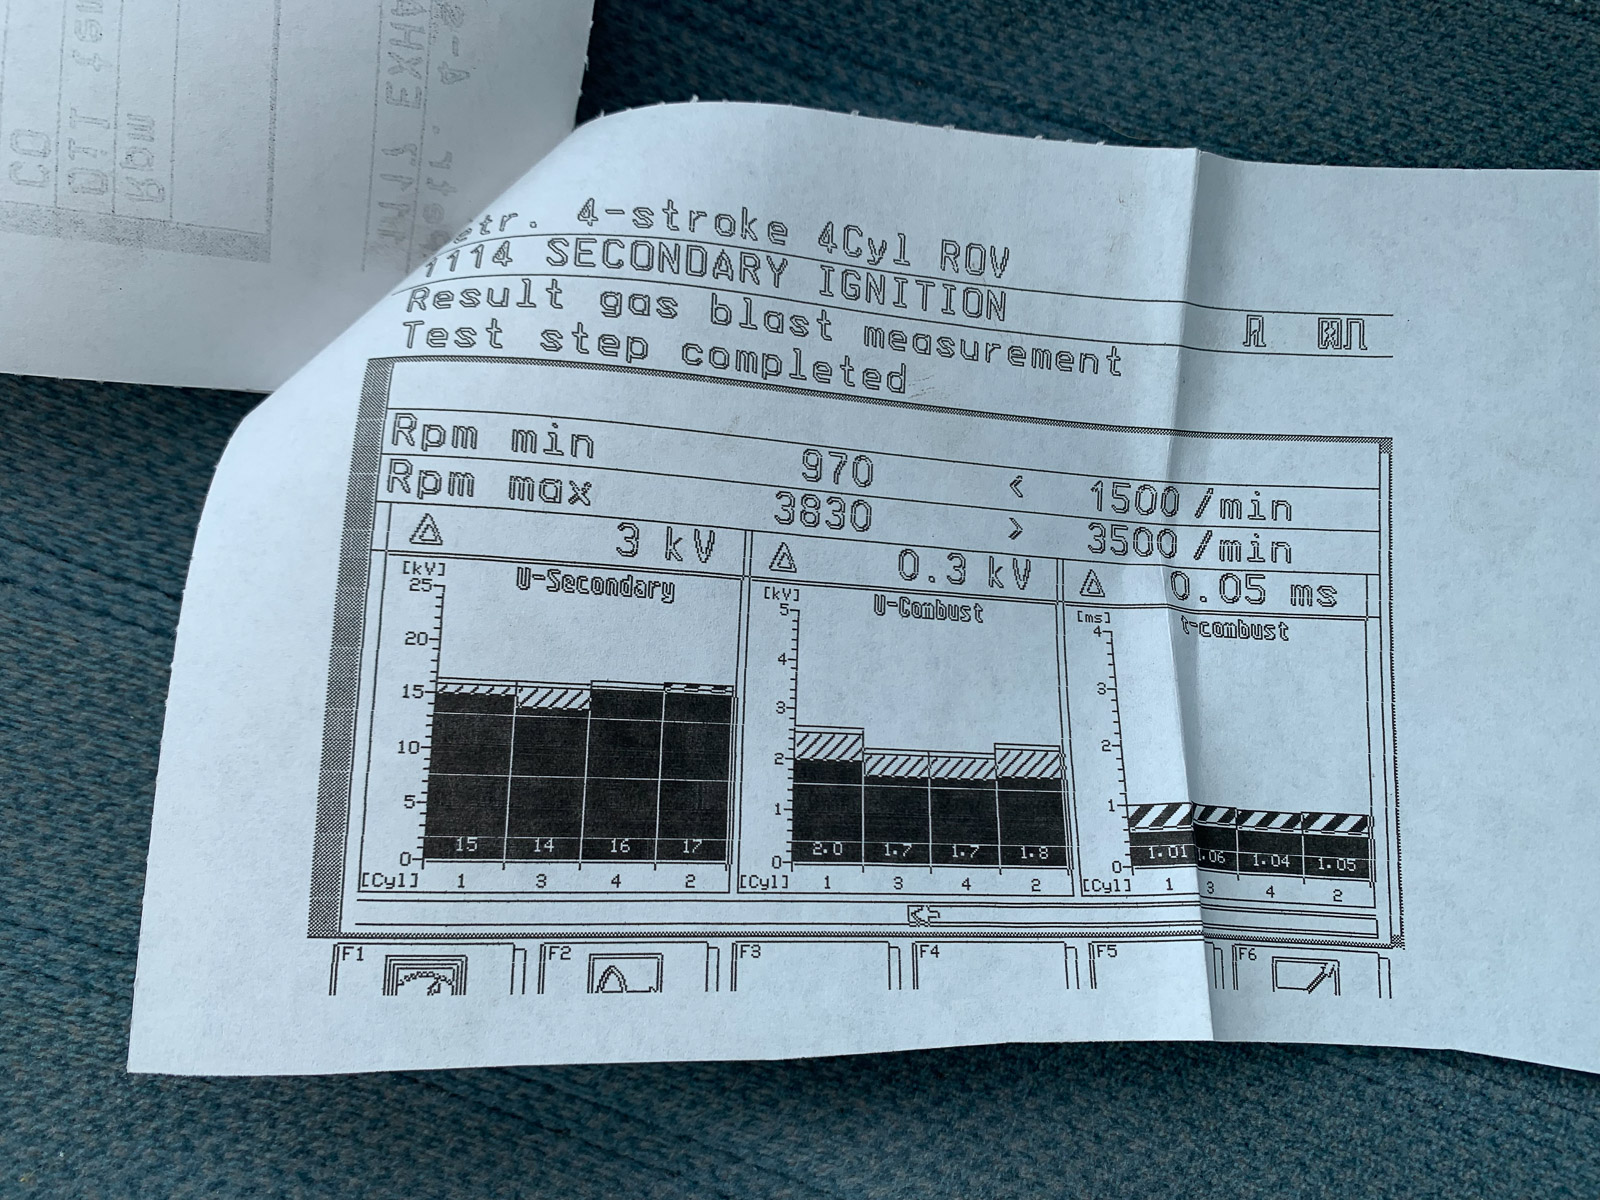 CO
Rpm
tr. 4-stroke 4Cyl ROV
1114 SECONDARY IGNITION
Result gas blast measurement
Test step completed
Rpm min 970 < 1500 /min
Rpm max 3830 > 3500 /min
△ 3 kV △ 0.3 kV △ 0.05 ms
[kV] U-Secondary
25
20
15
10
5
0
15 14 16 17
[Cyl] 1 3 4 2
[kV] U-Combust
5
4
3
2
1
0
2.0 1.7 1.7 1.8
[Cyl] 1 3 4 2
[ms] t-combust
4
3
2
1
0
1.01 1.06 1.04 1.05
[Cyl] 1 3 4 2
F1 F2 F3 F4 F5 F6